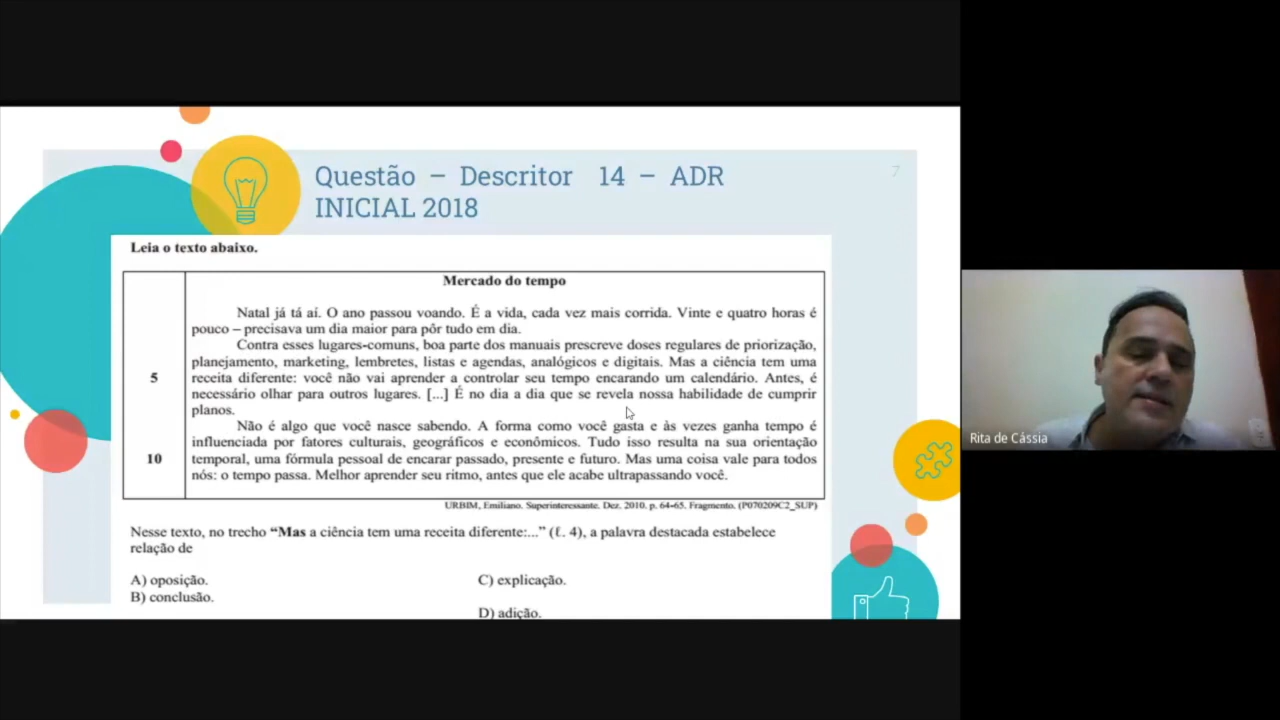 Questão – Descritor 14 – ADR
INICIAL 2018
7
Leia o texto abaixo.
Mercado do tempo
Natal já tá aí. O ano passou voando. É a vida, cada vez mais corrida. Vinte e quatro horas é
pouco – precisava um dia maior para pôr tudo em dia.
Contra esses lugares-comuns, boa parte dos manuais prescreve doses regulares de priorização,
planejamento, marketing, lembretes, listas e agendas, analógicos e digitais. Mas a ciência tem uma
5 receita diferente: você não vai aprender a controlar seu tempo encarando um calendário. Antes, é
necessário olhar para outros lugares. [...] É no dia a dia que se revela nossa habilidade de cumprir
planos.
Não é algo que você nasce sabendo. A forma como você gasta e às vezes ganha tempo é
influenciada por fatores culturais, geográficos e econômicos. Tudo isso resulta na sua orientação
10 temporal, uma fórmula pessoal de encarar passado, presente e futuro. Mas uma coisa vale para todos
nós: o tempo passa. Melhor aprender seu ritmo, antes que ele acabe ultrapassando você.
URBIM, Emiliano. Superinteressante. Dez. 2010. p. 64-65. Fragmento. (P070209C2_SUP)
Nesse texto, no trecho “Mas a ciência tem uma receita diferente:...” (ℓ. 4), a palavra destacada estabelece
relação de
A) oposição.
B) conclusão.
C) explicação.
D) adição.
Rita de Cássia